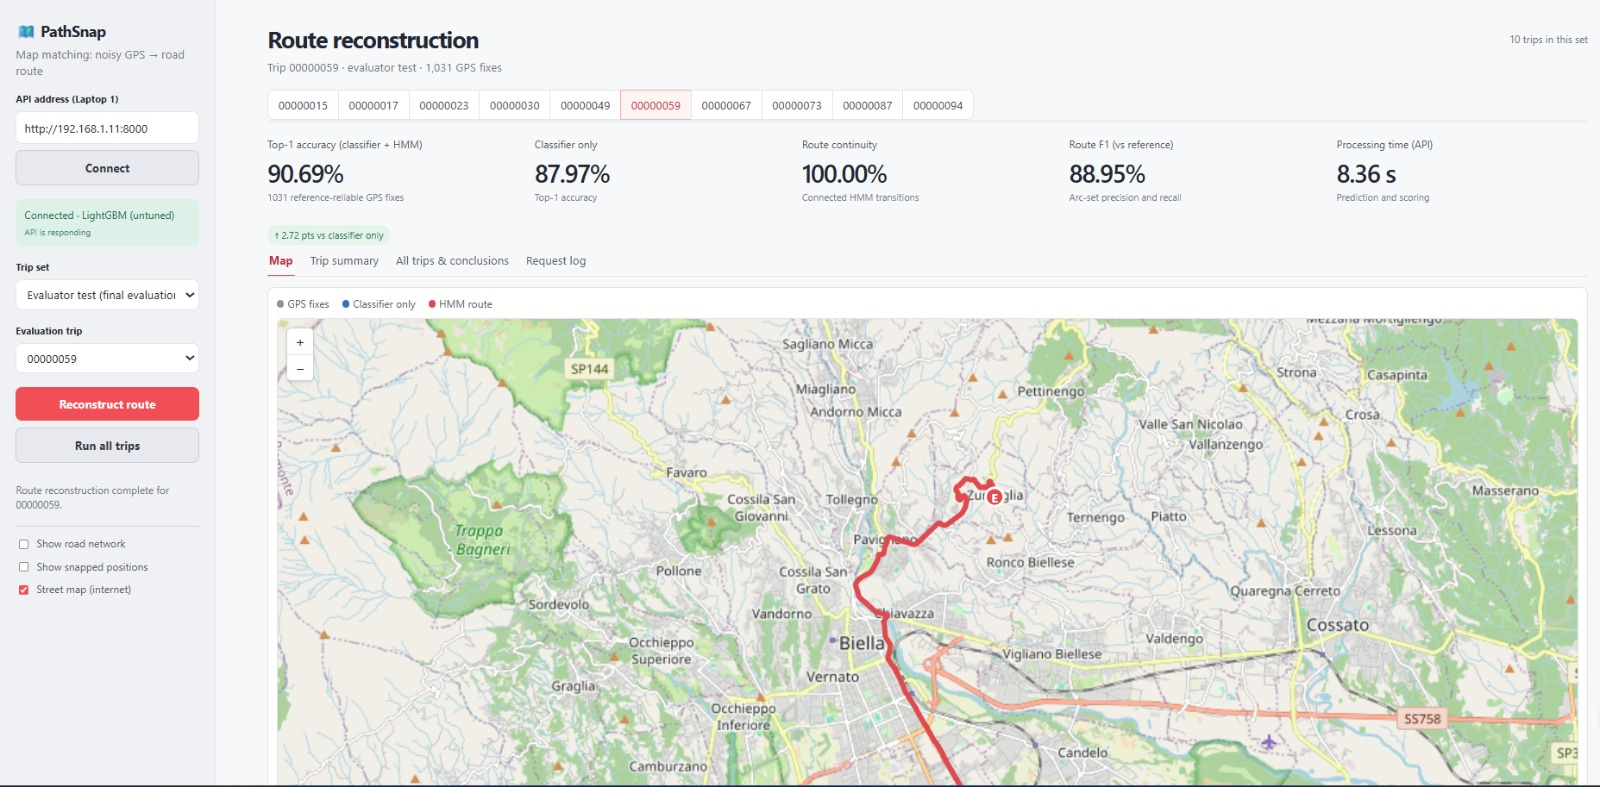 PathSnap
Map matching: noisy GPS → road
route
API address (Laptop 1)
http://192.168.1.11:8000
Connect
Connected · LightGBM (untuned)
API is responding
Trip set
Evaluator test (final evaluation
Evaluation trip
00000059
Reconstruct route
Run all trips
Route reconstruction complete for
00000059.
Show road network
Show snapped positions
Street map (internet)
Route reconstruction
10 trips in this set
Trip 00000059 · evaluator test · 1,031 GPS fixes
00000015 00000017 00000023 00000030 00000049 00000059 00000067 00000073 00000087 00000094
Top-1 accuracy (classifier + HMM)
90.69%
1031 reference-reliable GPS fixes
↑ 2.72 pts vs classifier only
Classifier only
87.97%
Top-1 accuracy
Route continuity
100.00%
Connected HMM transitions
Route F1 (vs reference)
88.95%
Arc-set precision and recall
Processing time (API)
8.36 s
Prediction and scoring
Map Trip summary All trips & conclusions Request log
GPS fixes Classifier only HMM route
+
−
Mezzana Mortigliengo
Sagliano Micca
SP144
Strona
Casapinta
Miagliano
Pettinengo
Andorno Micca
Crosa
Valle San Nicolao
Vallanzengo
Favaro
Masserano
Cossila San
Giovanni
Tollegno
E
Ternengo
Piatto
Lessona
Trappa
Bagneri
Pavignano
Ronco Biellese
Pollone
Cossila San
Grato
Quaregna Cerreto
Sordevolo
Vandorno
Chiavazza
Cossato
Biella
Valdengo
Occhieppo
Superiore
Vigliano Biellese
Vernato
Graglia
Occhieppo
Inferiore
SS758
Candelo
SP3
Camburzano